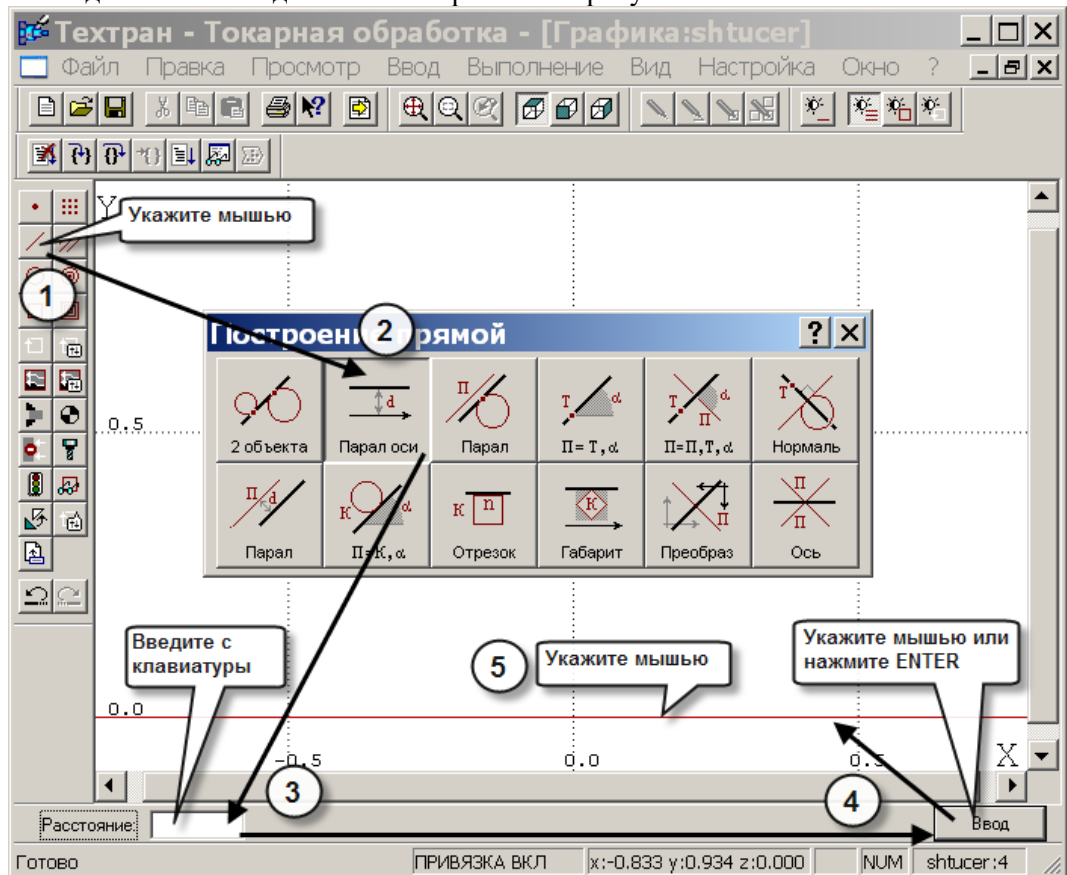 Техтран - Токарная обработка - [Графика:shtucer]
Файл Правка Просмотр Ввод Выполнение Вид Настройка Окно ?
Y
Укажите мышью
1
2
Построение прямой
0.5
d
П
T α
T α П
T
2 объекта Парал оси Парал П=Т,α П=П,Т,α Нормаль
П d
К α
К п
К
П
П П
Парал П=К,α Отрезок Габарит Преобраз Ось
Введите с
клавиатуры
5
Укажите мышью
Укажите мышью или
нажмите ENTER
0.0
-0.5 0.0 0.5 X
3
4
Расстояние:
Ввод
Готово ПРИВЯЗКА ВКЛ x:-0.833 y:0.934 z:0.000 NUM shtucer:4